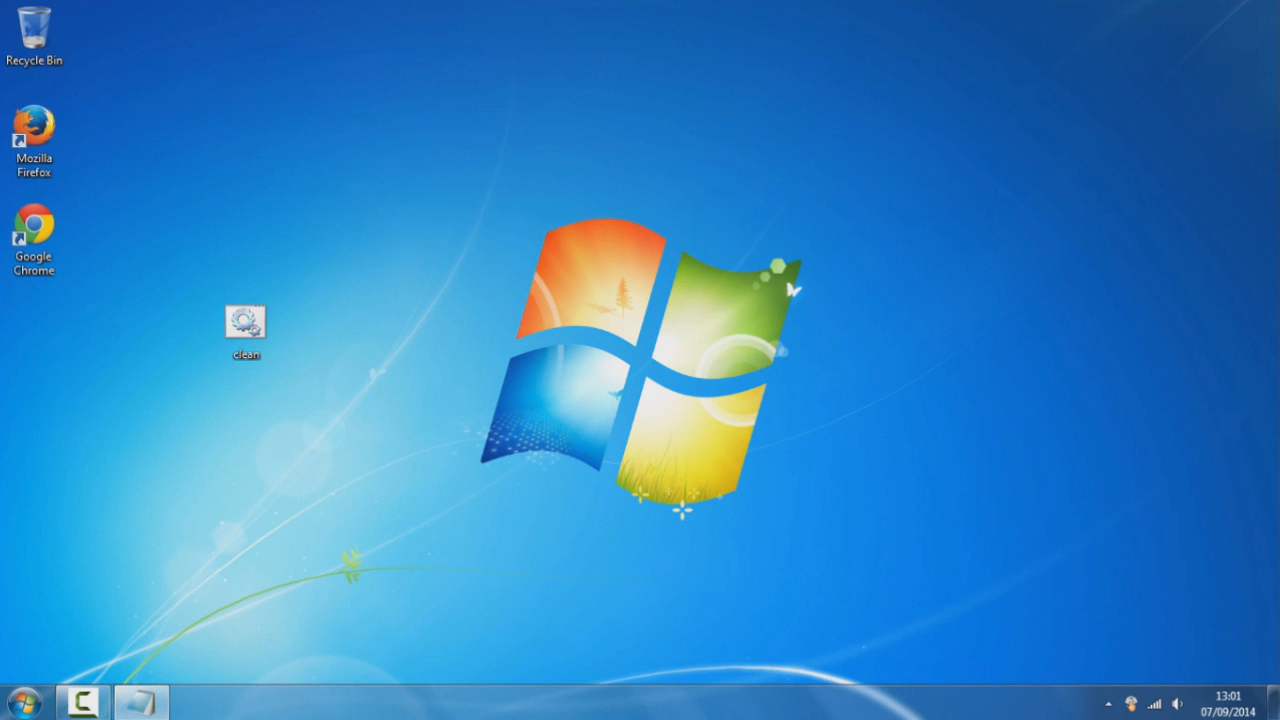 Recycle Bin
Mozilla
Firefox
Google
Chrome
clean
13:01
07/09/2014